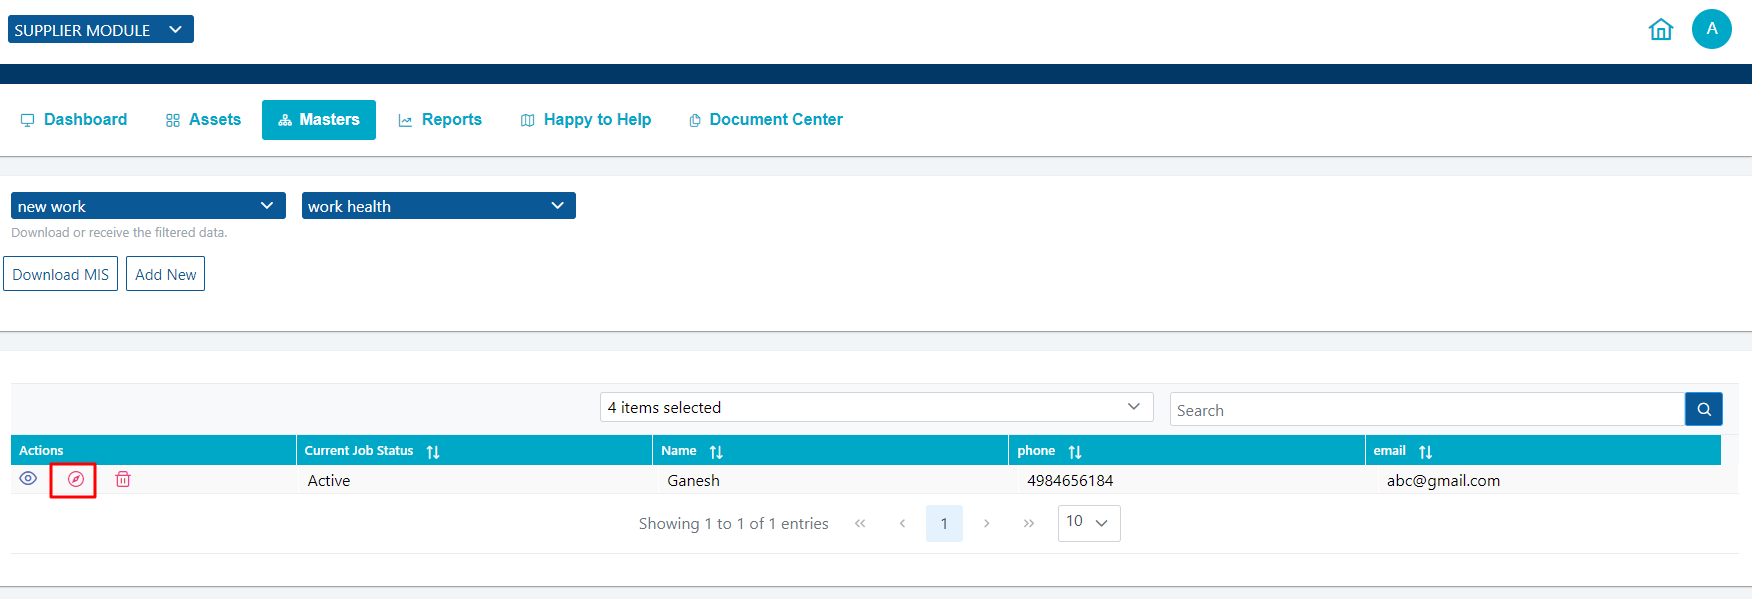 SUPPLIER MODULE
A
Dashboard Assets Masters Reports Happy to Help Document Center
new work work health
Download or receive the filtered data.
Download MIS Add New
4 items selected Search
Actions Current Job Status Name phone email
Active Ganesh 4984656184 abc@gmail.com
Showing 1 to 1 of 1 entries « ‹ 1 › » 10